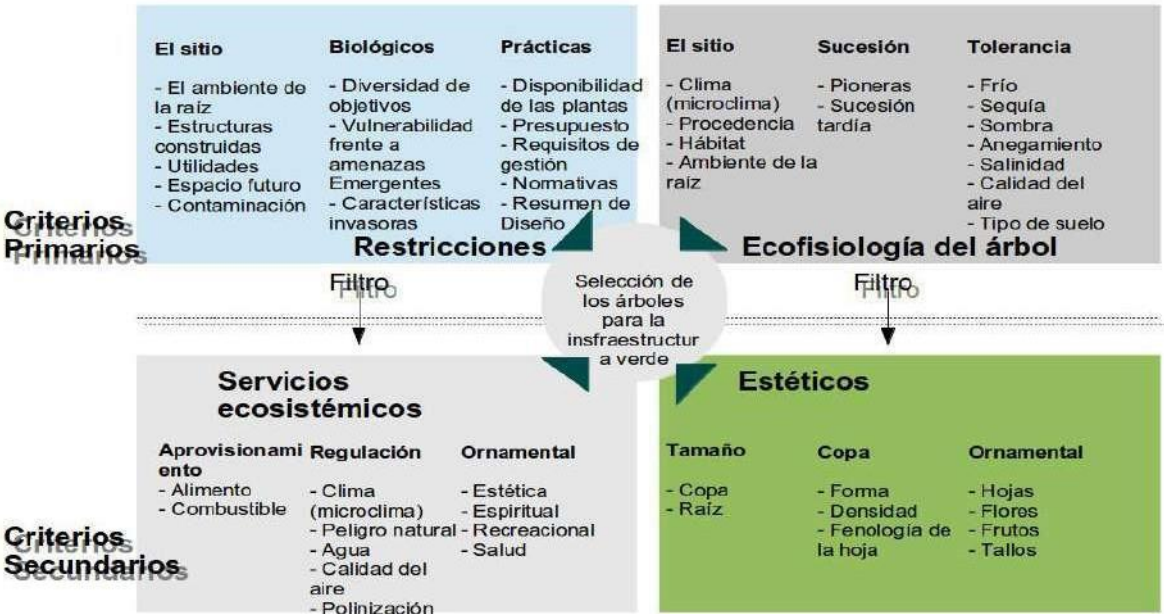 El sitio
- El ambiente de
la raíz
- Estructuras
construidas
- Utilidades
- Espacio futuro
- Contaminación
Biológicos
- Diversidad de
objetivos
- Vulnerabilidad
frente a
amenazas
Emergentes
- Características
invasoras
Prácticas
- Disponibilidad
de las plantas
- Presupuesto
- Requisitos de
gestión
- Normativas
- Resumen de
Diseño
Restricciones
El sitio
- Clima
(microclima)
- Procedencia
- Hábitat
- Ambiente de la
raíz
Sucesión
- Pioneras
- Sucesión
tardía
Tolerancia
- Frío
- Sequía
- Sombra
- Anegamiento
- Salinidad
- Calidad del
aire
- Tipo de suelo
Ecofisiología del árbol
Criterios
Primarios
Filtro
Filtro
Selección de
los árboles
para la
insfraestructur
a verde
Servicios
ecosistémicos
Aprovisionami
ento
- Alimento
- Combustible
Regulación
- Clima
(microclima)
- Peligro natural
- Agua
- Calidad del
aire
- Polinización
Ornamental
- Estética
- Espiritual
- Recreacional
- Salud
Estéticos
Tamaño
- Copa
- Raíz
Copa
- Forma
- Densidad
- Fenología de
la hoja
Ornamental
- Hojas
- Flores
- Frutos
- Tallos
Criterios
Secundarios